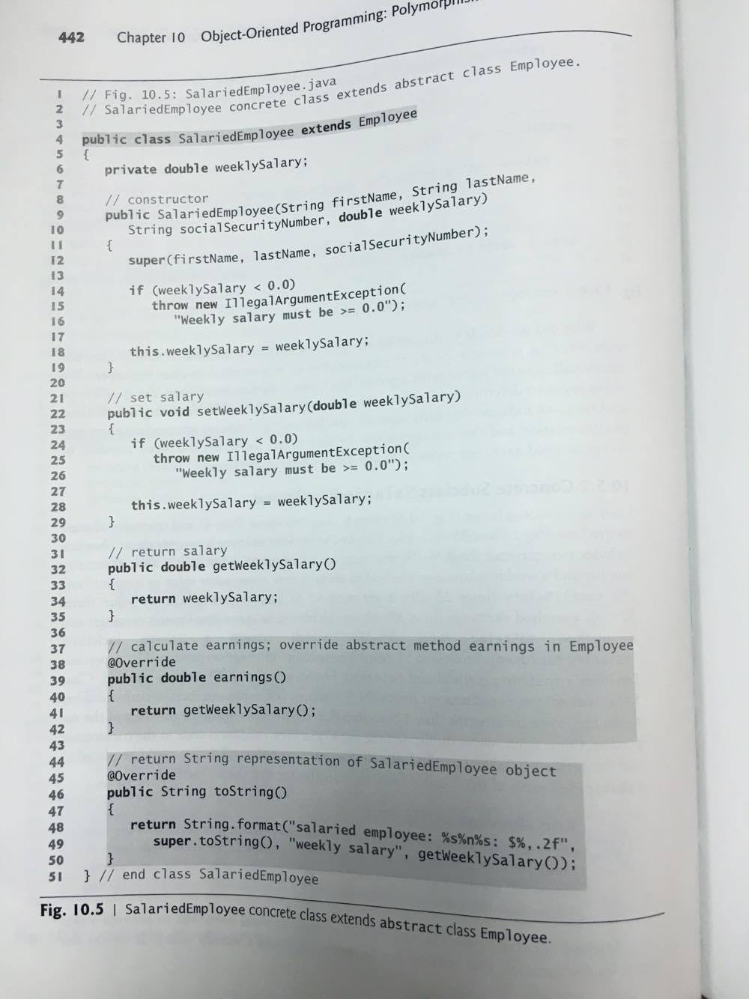 442 Chapter 10 Object-Oriented Programming: Polymorphism
1 // Fig. 10.5: SalariedEmployee.java
2 // SalariedEmployee concrete class extends abstract class Employee.
3
4 public class SalariedEmployee extends Employee
5 {
6 private double weeklySalary;
7
8 // constructor
9 public SalariedEmployee(String firstName, String lastName,
10 String socialSecurityNumber, double weeklySalary)
11 {
12 super(firstName, lastName, socialSecurityNumber);
13
14 if (weeklySalary < 0.0)
15 throw new IllegalArgumentException(
16 "Weekly salary must be >= 0.0");
17
18 this.weeklySalary = weeklySalary;
19 }
20
21 // set salary
22 public void setWeeklySalary(double weeklySalary)
23 {
24 if (weeklySalary < 0.0)
25 throw new IllegalArgumentException(
26 "Weekly salary must be >= 0.0");
27
28 this.weeklySalary = weeklySalary;
29 }
30
31 // return salary
32 public double getWeeklySalary()
33 {
34 return weeklySalary;
35 }
36
37 // calculate earnings; override abstract method earnings in Employee
38 @Override
39 public double earnings()
40 {
41 return getWeeklySalary();
42 }
43
44 // return String representation of SalariedEmployee object
45 @Override
46 public String toString()
47 {
48 return String.format("salaried employee: %s%n%s: $%,.2f",
49 super.toString(), "weekly salary", getWeeklySalary());
50 }
51 } // end class SalariedEmployee
Fig. 10.5 | SalariedEmployee concrete class extends abstract class Employee.